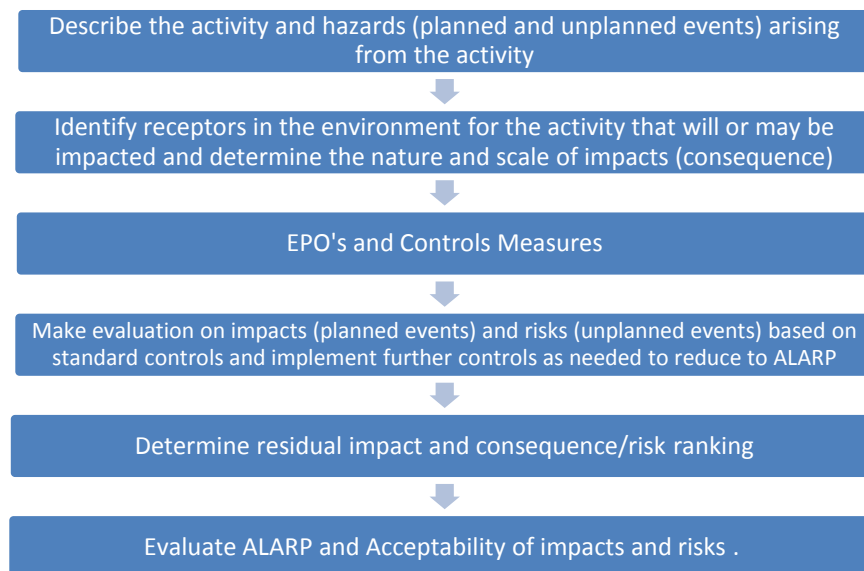 Describe the activity and hazards (planned and unplanned events) arising
from the activity
Identify receptors in the environment for the activity that will or may be
impacted and determine the nature and scale of impacts (consequence)
EPO's and Controls Measures
Make evaluation on impacts (planned events) and risks (unplanned events) based on
standard controls and implement further controls as needed to reduce to ALARP
Determine residual impact and consequence/risk ranking
Evaluate ALARP and Acceptability of impacts and risks .